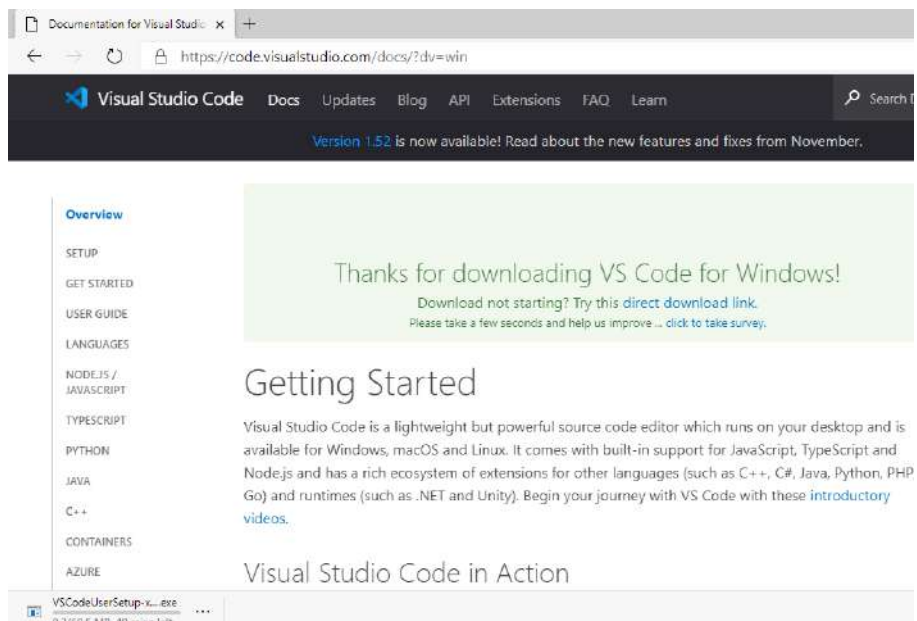 Documentation for Visual Studio
https://code.visualstudio.com/docs/?dv=win
Visual Studio Code Docs Updates Blog API Extensions FAQ Learn Search D
Version 1.52 is now available! Read about the new features and fixes from November.
Overview
SETUP
GET STARTED
USER GUIDE
LANGUAGES
NODE.JS /
JAVASCRIPT
TYPESCRIPT
PYTHON
JAVA
C++
CONTAINERS
AZURE
Thanks for downloading VS Code for Windows!
Download not starting? Try this direct download link.
Please take a few seconds and help us improve ... click to take survey.
Getting Started
Visual Studio Code is a lightweight but powerful source code editor which runs on your desktop and is
available for Windows, macOS and Linux. It comes with built-in support for JavaScript, TypeScript and
Node.js and has a rich ecosystem of extensions for other languages (such as C++, C#, Java, Python, PHP
Go) and runtimes (such as .NET and Unity). Begin your journey with VS Code with these introductory
videos.
Visual Studio Code in Action
VSCodeUserSetup-x....exe